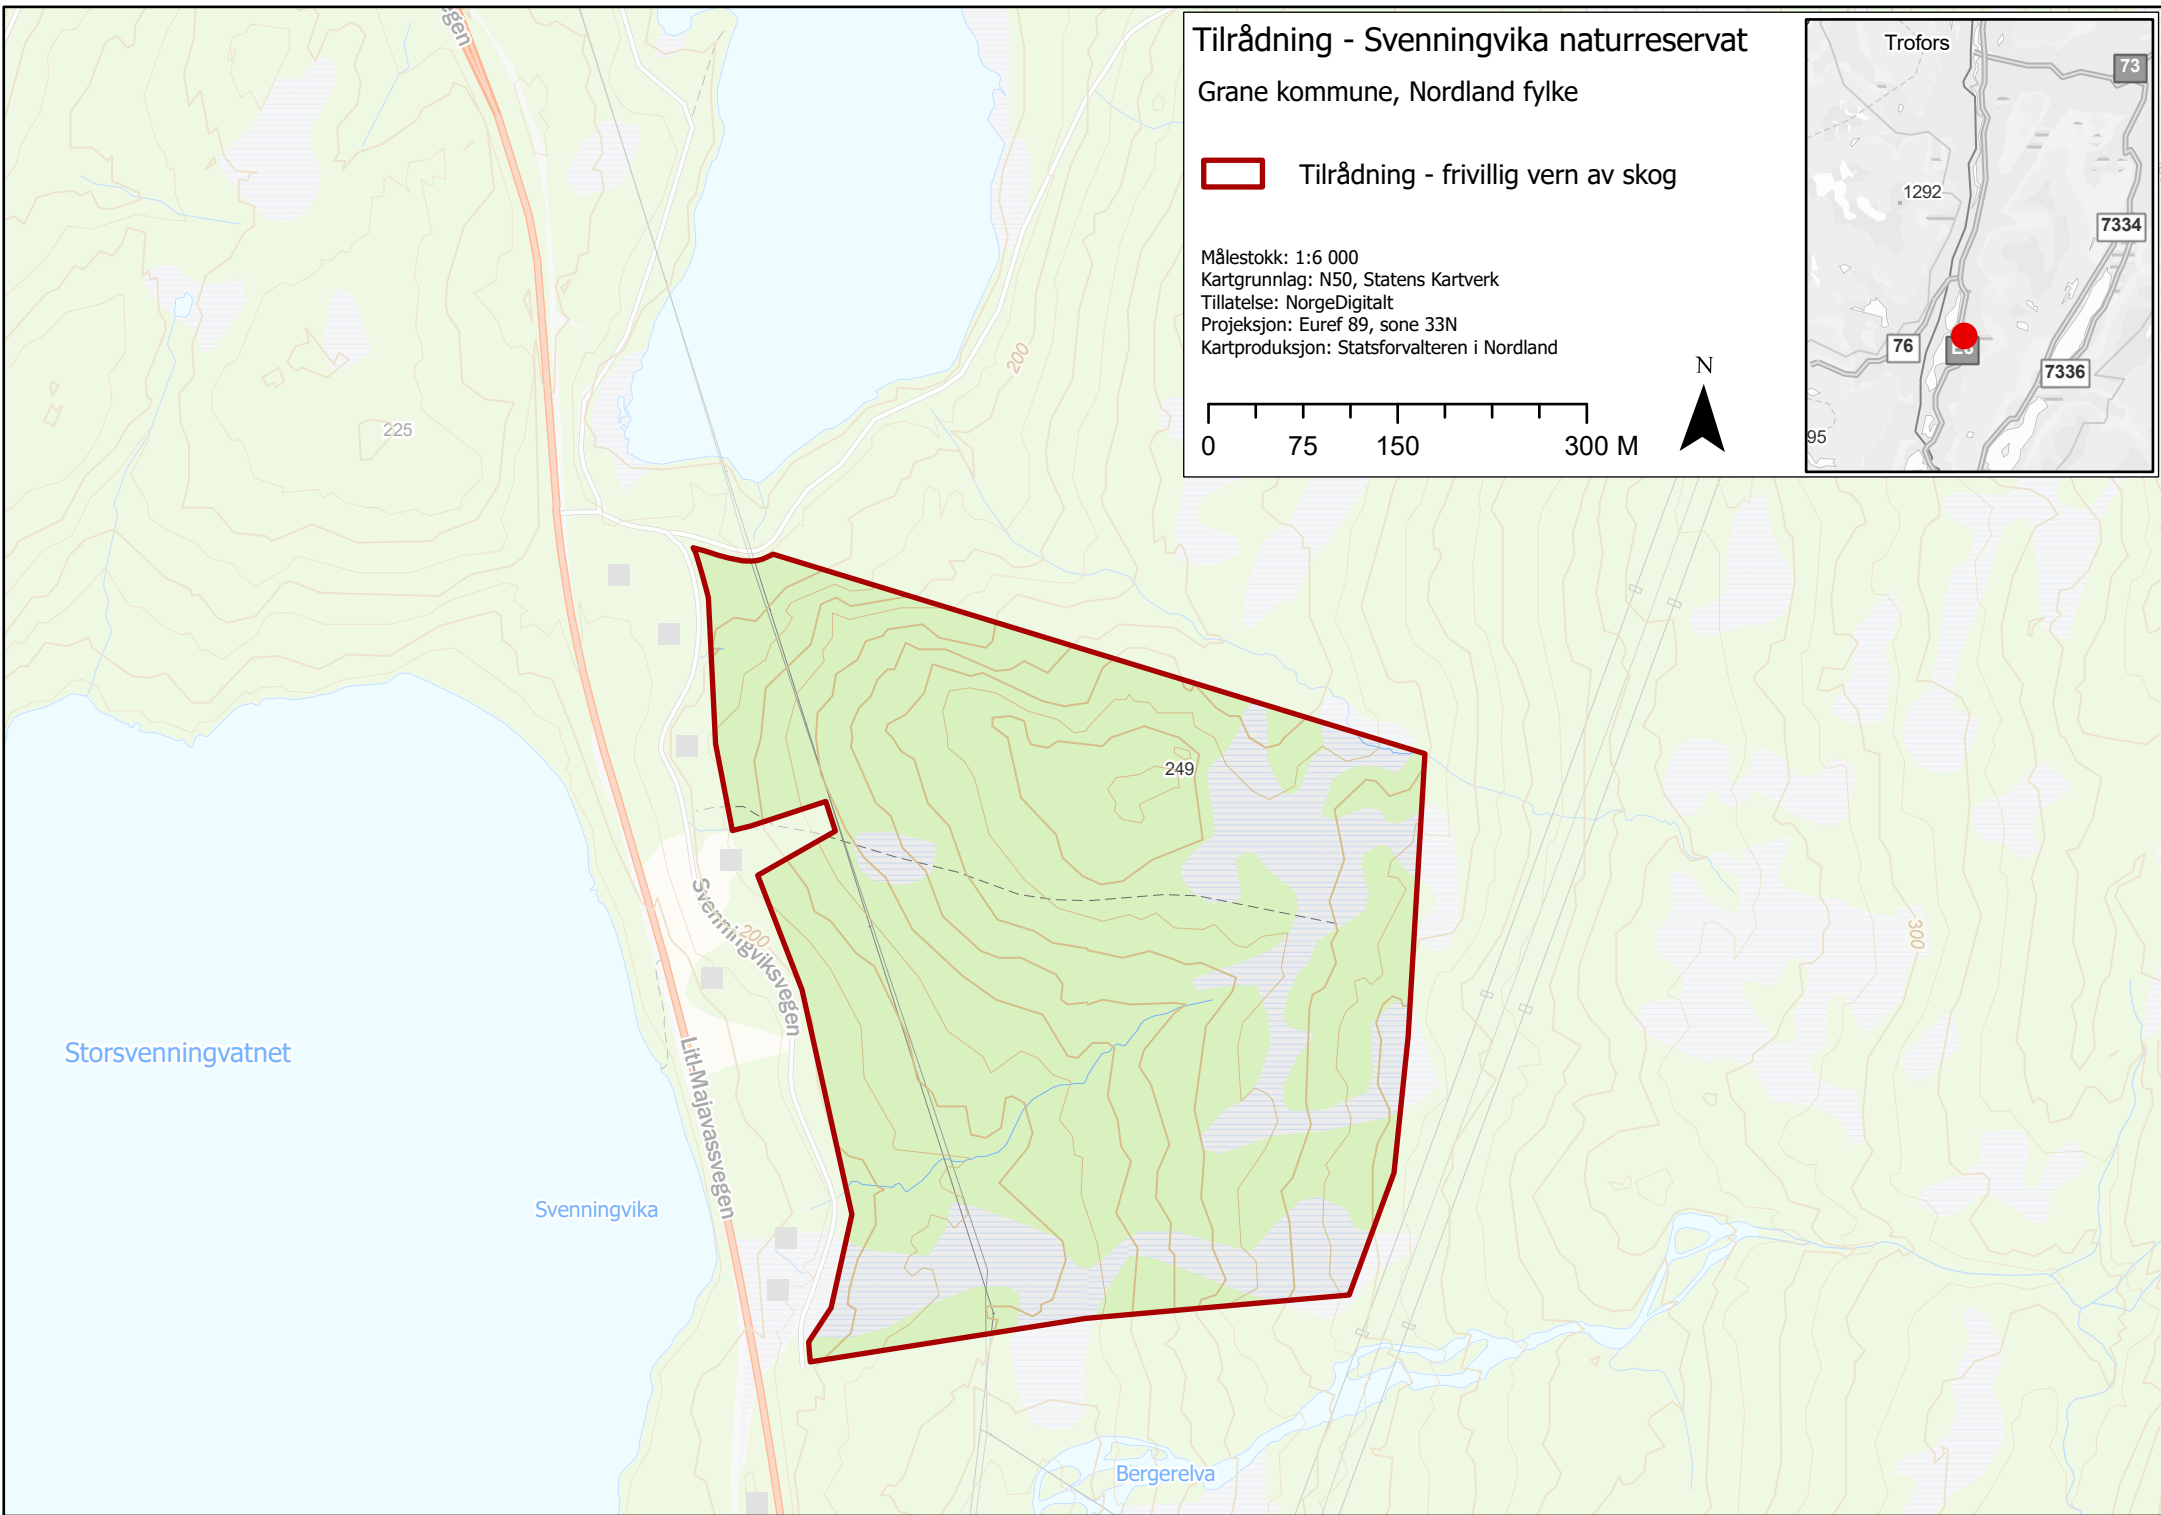 Tilrådning - Svenningvika naturreservat
Grane kommune, Nordland fylke
Tilrådning - frivillig vern av skog
Målestokk: 1:6 000
Kartgrunnlag: N50, Statens Kartverk
Tillatelse: NorgeDigitalt
Projeksjon: Euref 89, sone 33N
Kartproduksjon: Statsforvalteren i Nordland
0 75 150 300 M
N
Trofors
73
1292
7334
76
7336
95
egen
200
225
249
Svenningviksvegen
200
300
Storsvenningvatnet
Litl-Majavassvegen
Svenningvika
Bergerelva